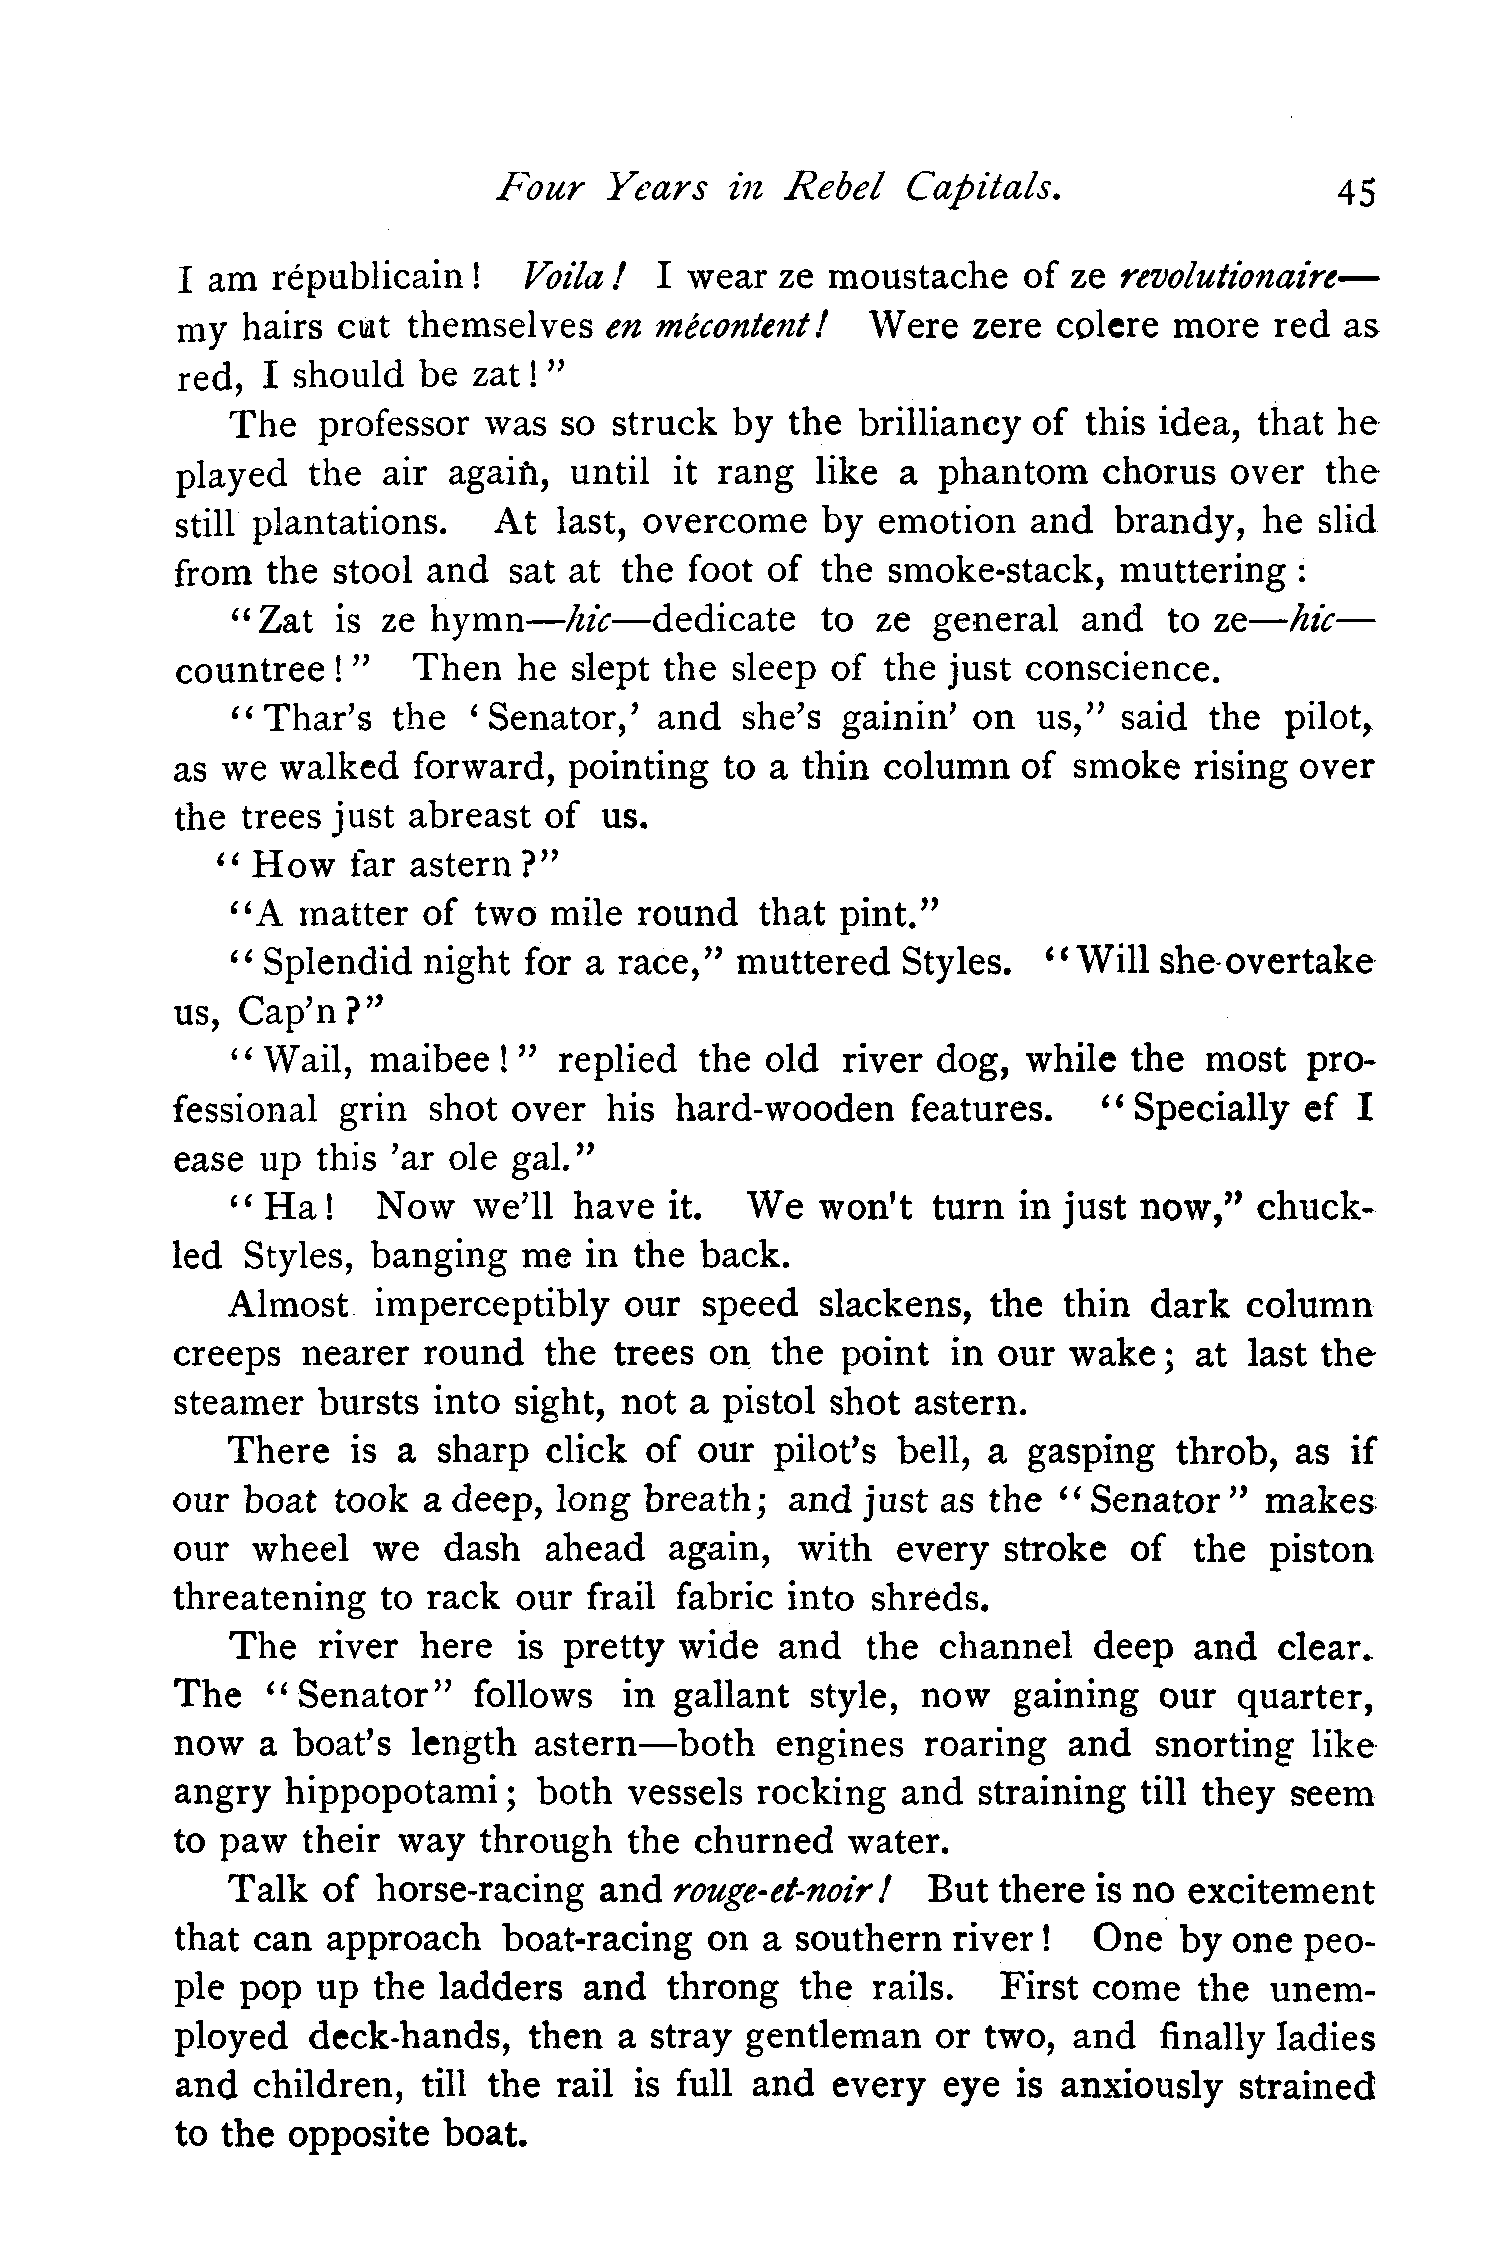 Four Years in Rebel Capitals. 45
I am républicain! Voila! I wear ze moustache of ze revolutionaire—
my hairs cut themselves en mécontent! Were zere colere more red as
red, I should be zat!"
The professor was so struck by the brilliancy of this idea, that he
played the air again, until it rang like a phantom chorus over the
still plantations. At last, overcome by emotion and brandy, he slid
from the stool and sat at the foot of the smoke-stack, muttering:
"Zat is ze hymn—hic—dedicate to ze general and to ze—hic—
countree!" Then he slept the sleep of the just conscience.
"Thar's the 'Senator,' and she's gainin' on us," said the pilot,
as we walked forward, pointing to a thin column of smoke rising over
the trees just abreast of us.
"How far astern?"
"A matter of two mile round that pint."
"Splendid night for a race," muttered Styles. "Will she overtake
us, Cap'n?"
"Wail, maibee!" replied the old river dog, while the most pro-
fessional grin shot over his hard-wooden features. "Specially ef I
ease up this 'ar ole gal."
"Ha! Now we'll have it. We won't turn in just now," chuck-
led Styles, banging me in the back.
Almost imperceptibly our speed slackens, the thin dark column
creeps nearer round the trees on the point in our wake; at last the
steamer bursts into sight, not a pistol shot astern.
There is a sharp click of our pilot's bell, a gasping throb, as if
our boat took a deep, long breath; and just as the "Senator" makes
our wheel we dash ahead again, with every stroke of the piston
threatening to rack our frail fabric into shreds.
The river here is pretty wide and the channel deep and clear.
The "Senator" follows in gallant style, now gaining our quarter,
now a boat's length astern—both engines roaring and snorting like
angry hippopotami; both vessels rocking and straining till they seem
to paw their way through the churned water.
Talk of horse-racing and rouge-et-noir! But there is no excitement
that can approach boat-racing on a southern river! One by one peo-
ple pop up the ladders and throng the rails. First come the unem-
ployed deck-hands, then a stray gentleman or two, and finally ladies
and children, till the rail is full and every eye is anxiously strained
to the opposite boat.